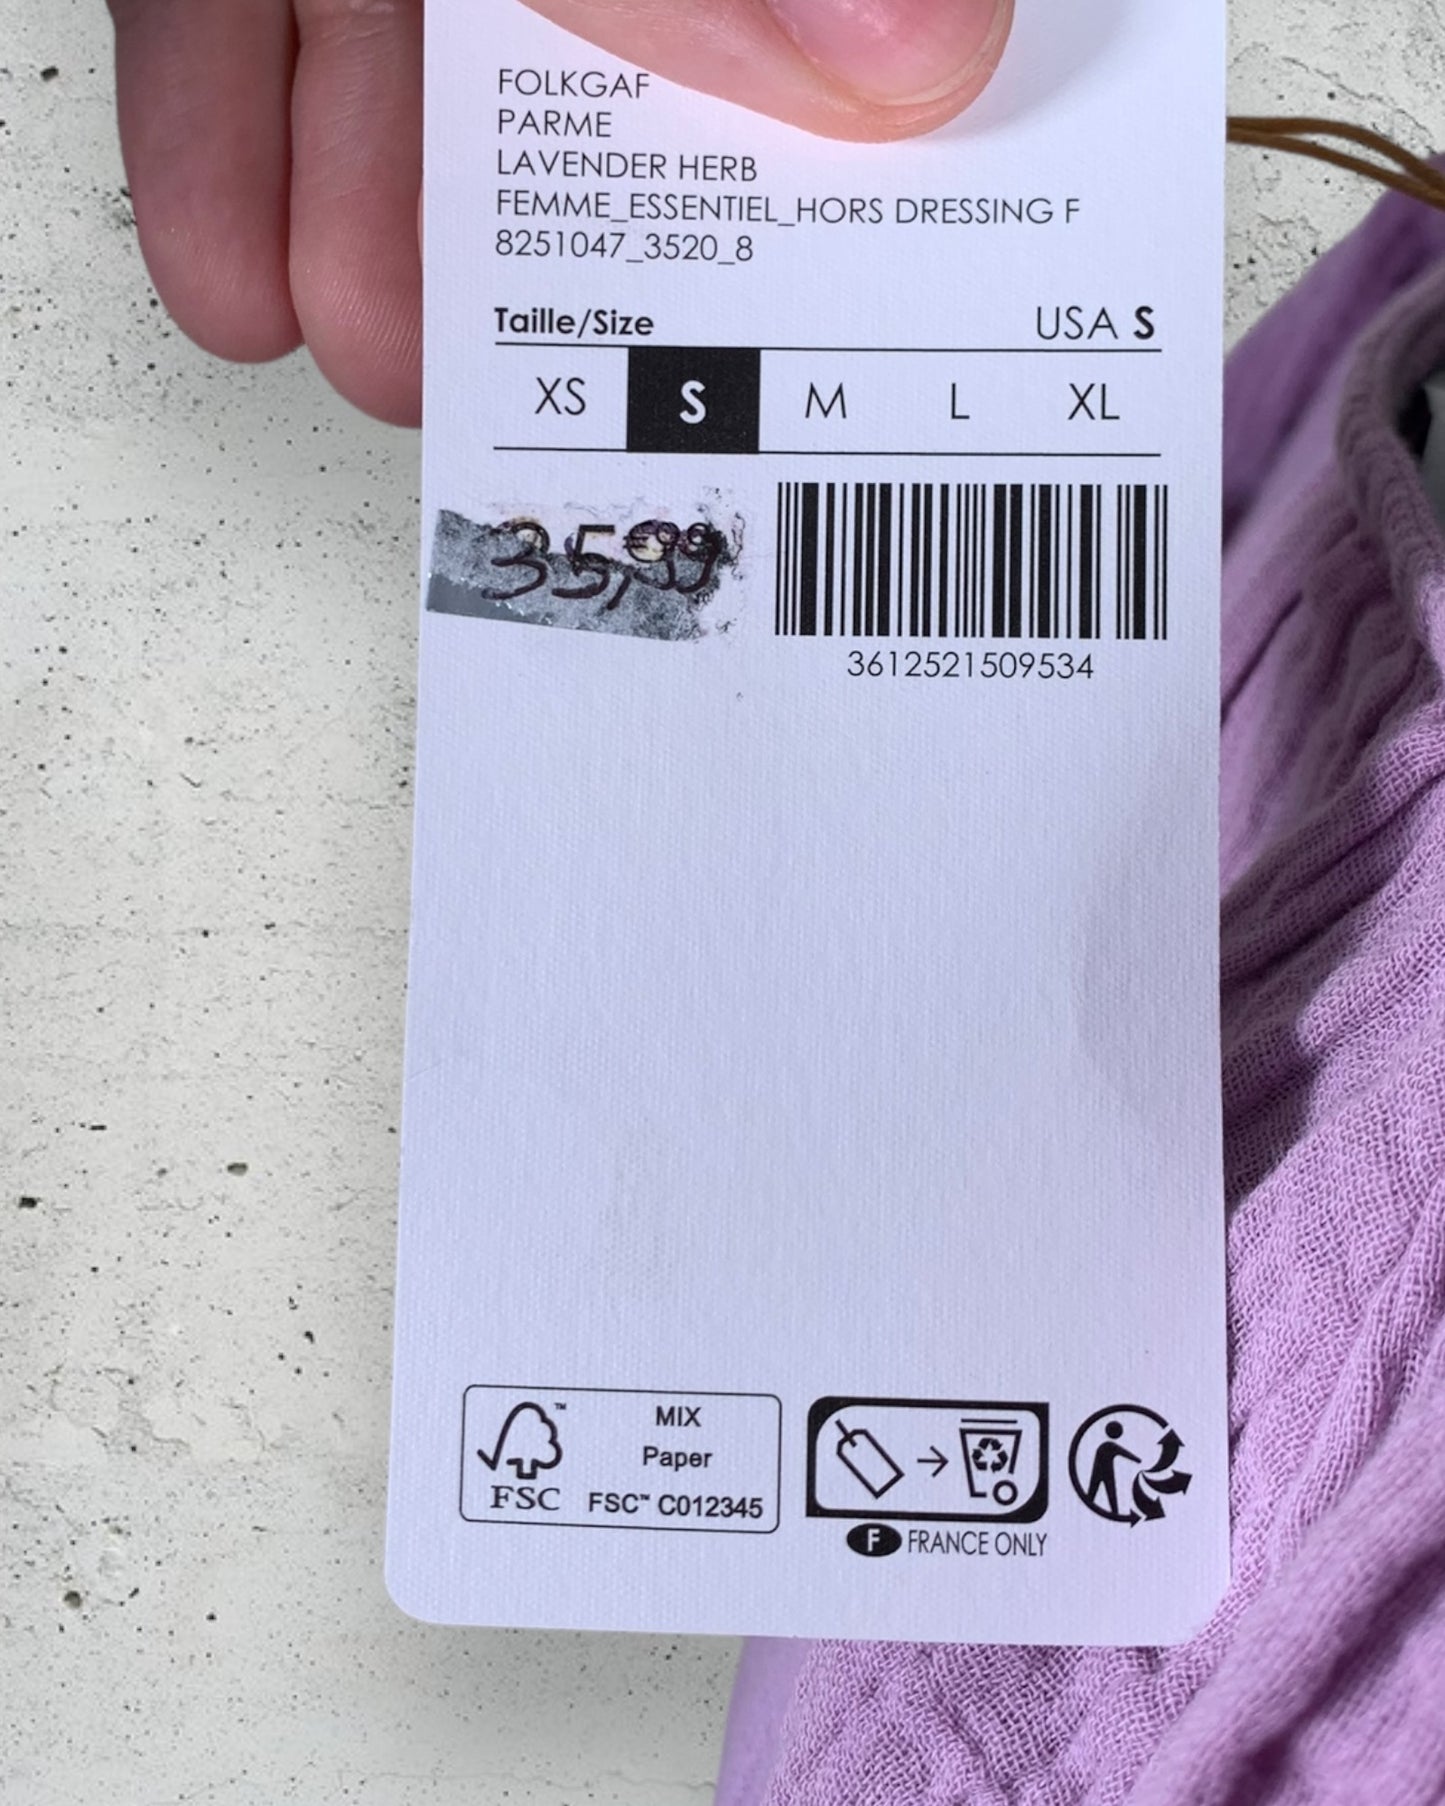 FOLKGAF
PARME
LAVENDER HERB
FEMME_ESSENTIEL_HORS DRESSING F
8251047_3520_8
Taille/Size USA S
XS S M L XL
35,99
3612521509534
™ MIX
Paper
FSC FSC™ C012345
F FRANCE ONLY